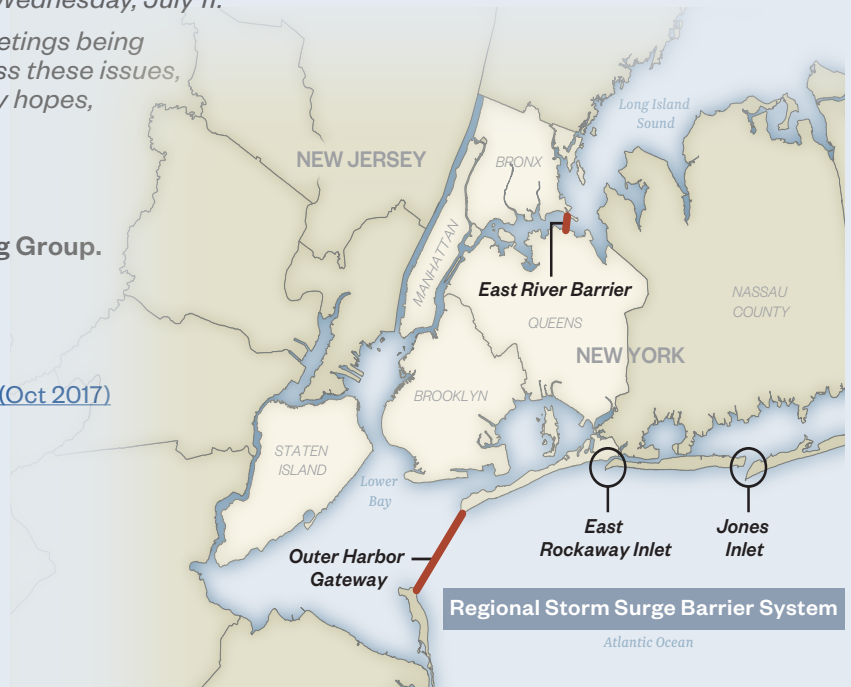 Wednesday, July 11.
etings being
ss these issues,
y hopes,
g Group.
(Oct 2017)
Long Island
Sound
NEW JERSEY
BRONX
MANHATTAN
East River Barrier
QUEENS
NASSAU
COUNTY
NEW YORK
BROOKLYN
STATEN
ISLAND
Lower
Bay
East
Rockaway Inlet
Jones
Inlet
Outer Harbor
Gateway
Regional Storm Surge Barrier System
Atlantic Ocean